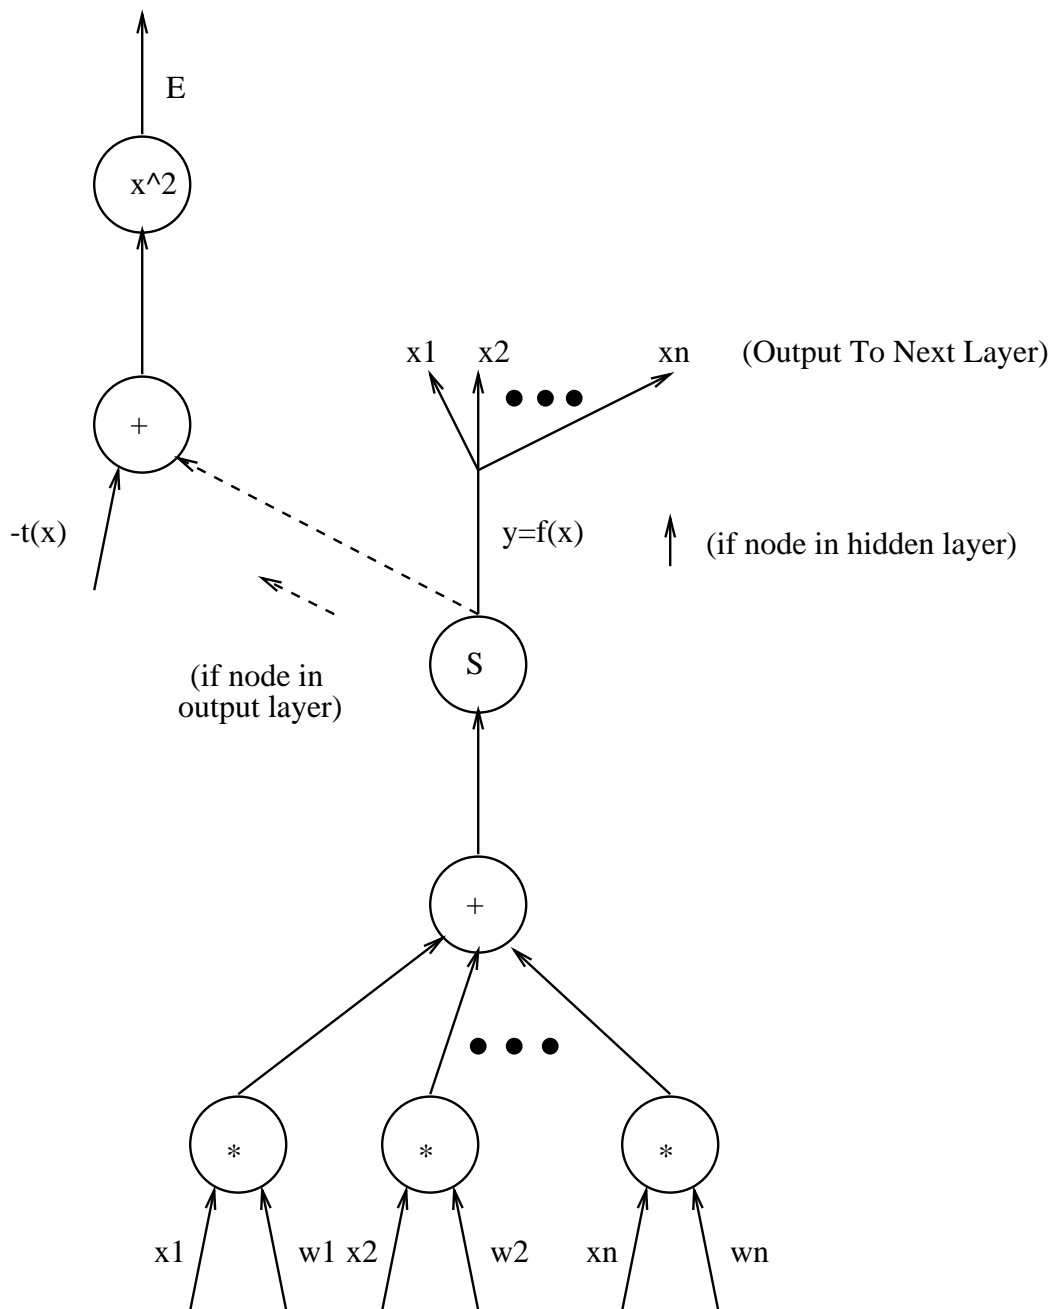 E
x^2
x1 x2 xn (Output To Next Layer)
+
-t(x) y=f(x) (if node in hidden layer)
S
(if node in
output layer)
+
* * *
x1 w1 x2 w2 xn wn